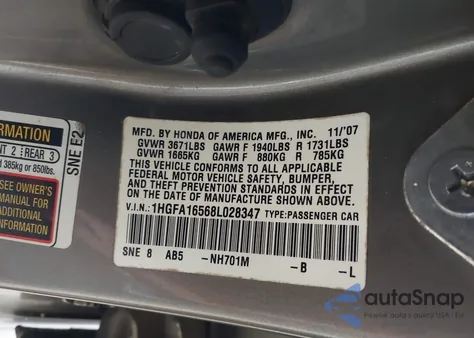 RMATION
NT 2 REAR 3
d 385kg or 850lbs.
SEE OWNER'S
MANUAL FOR
SNE E2
MFD. BY HONDA OF AMERICA MFG., INC. 11/'07
GVWR 3671LBS GAWR F 1940LBS R 1731LBS
GVWR 1665KG GAWR F 880KG R 785KG
THIS VEHICLE CONFORMS TO ALL APPLICABLE
FEDERAL MOTOR VEHICLE SAFETY, BUMPER,
AND THEFT PREVENTION STANDARDS IN EFFECT
ON THE DATE OF MANUFACTURE SHOWN ABOVE.
V.I.N.: 1HGFA16568L028347 TYPE: PASSENGER CAR
SNE 8 AB5 -NH701M -B -L
autoSnap